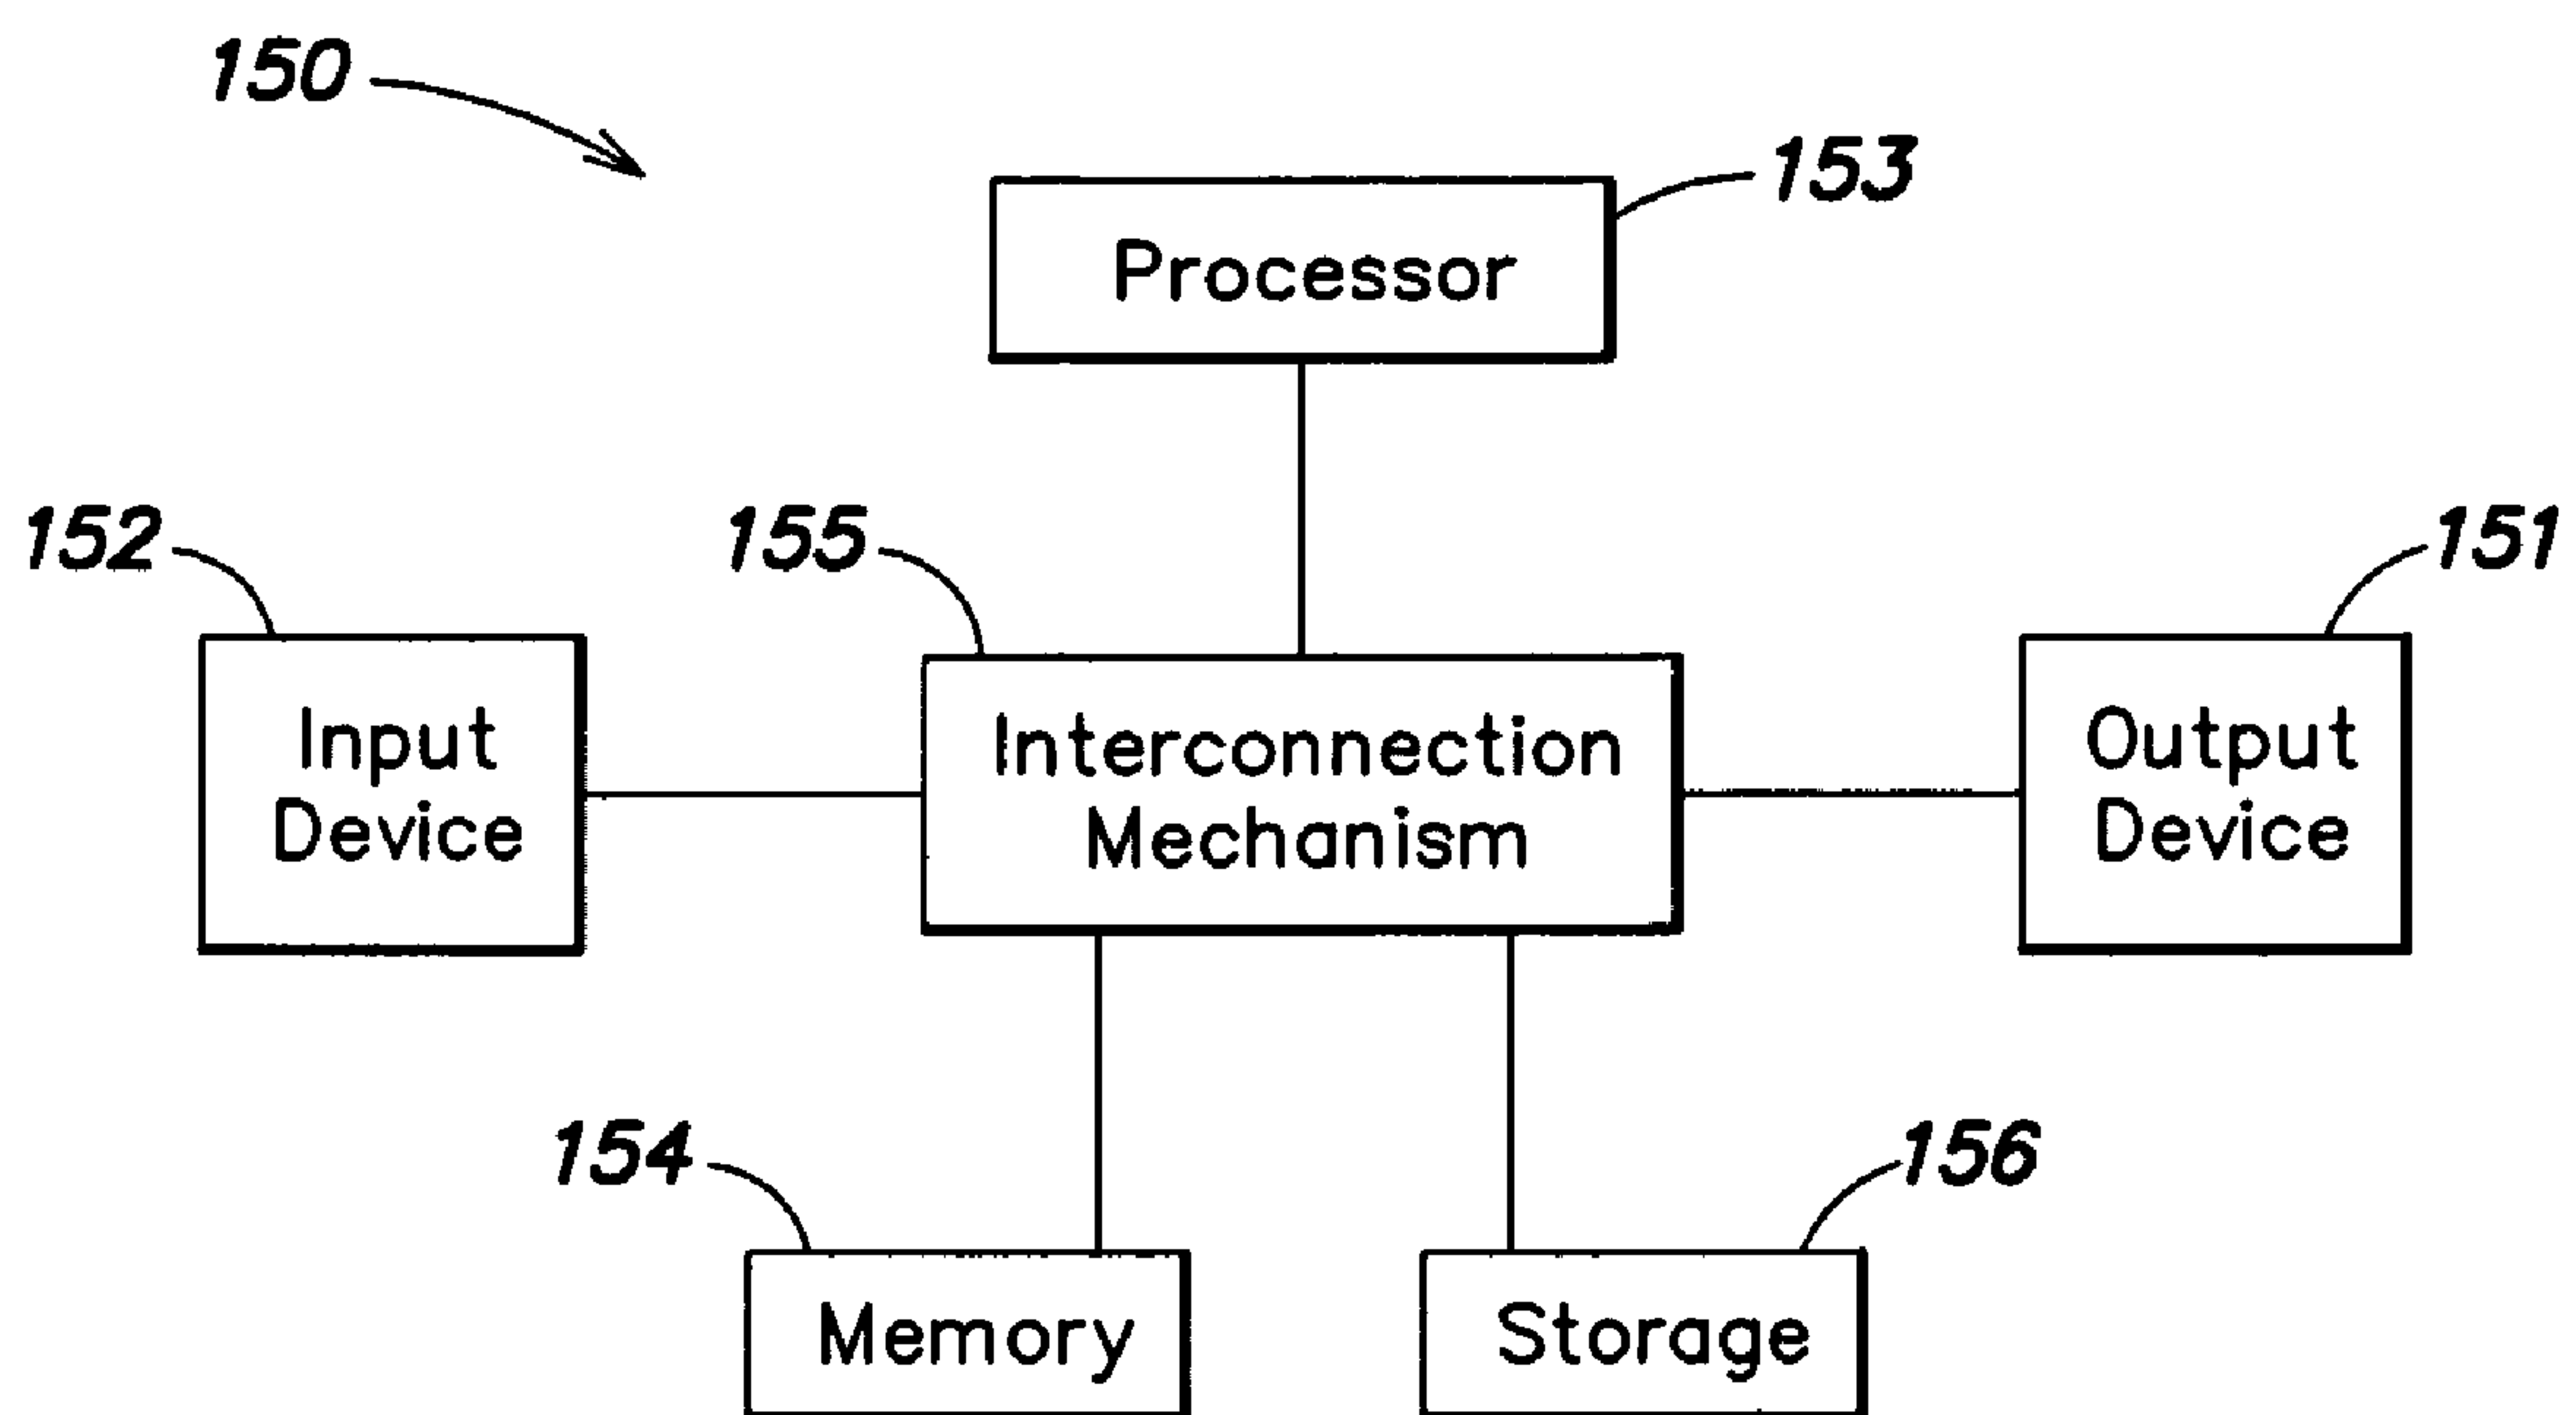 150
153
Processor
152
155
151
Input
Device
Interconnection
Mechanism
Output
Device
154
156
Memory
Storage